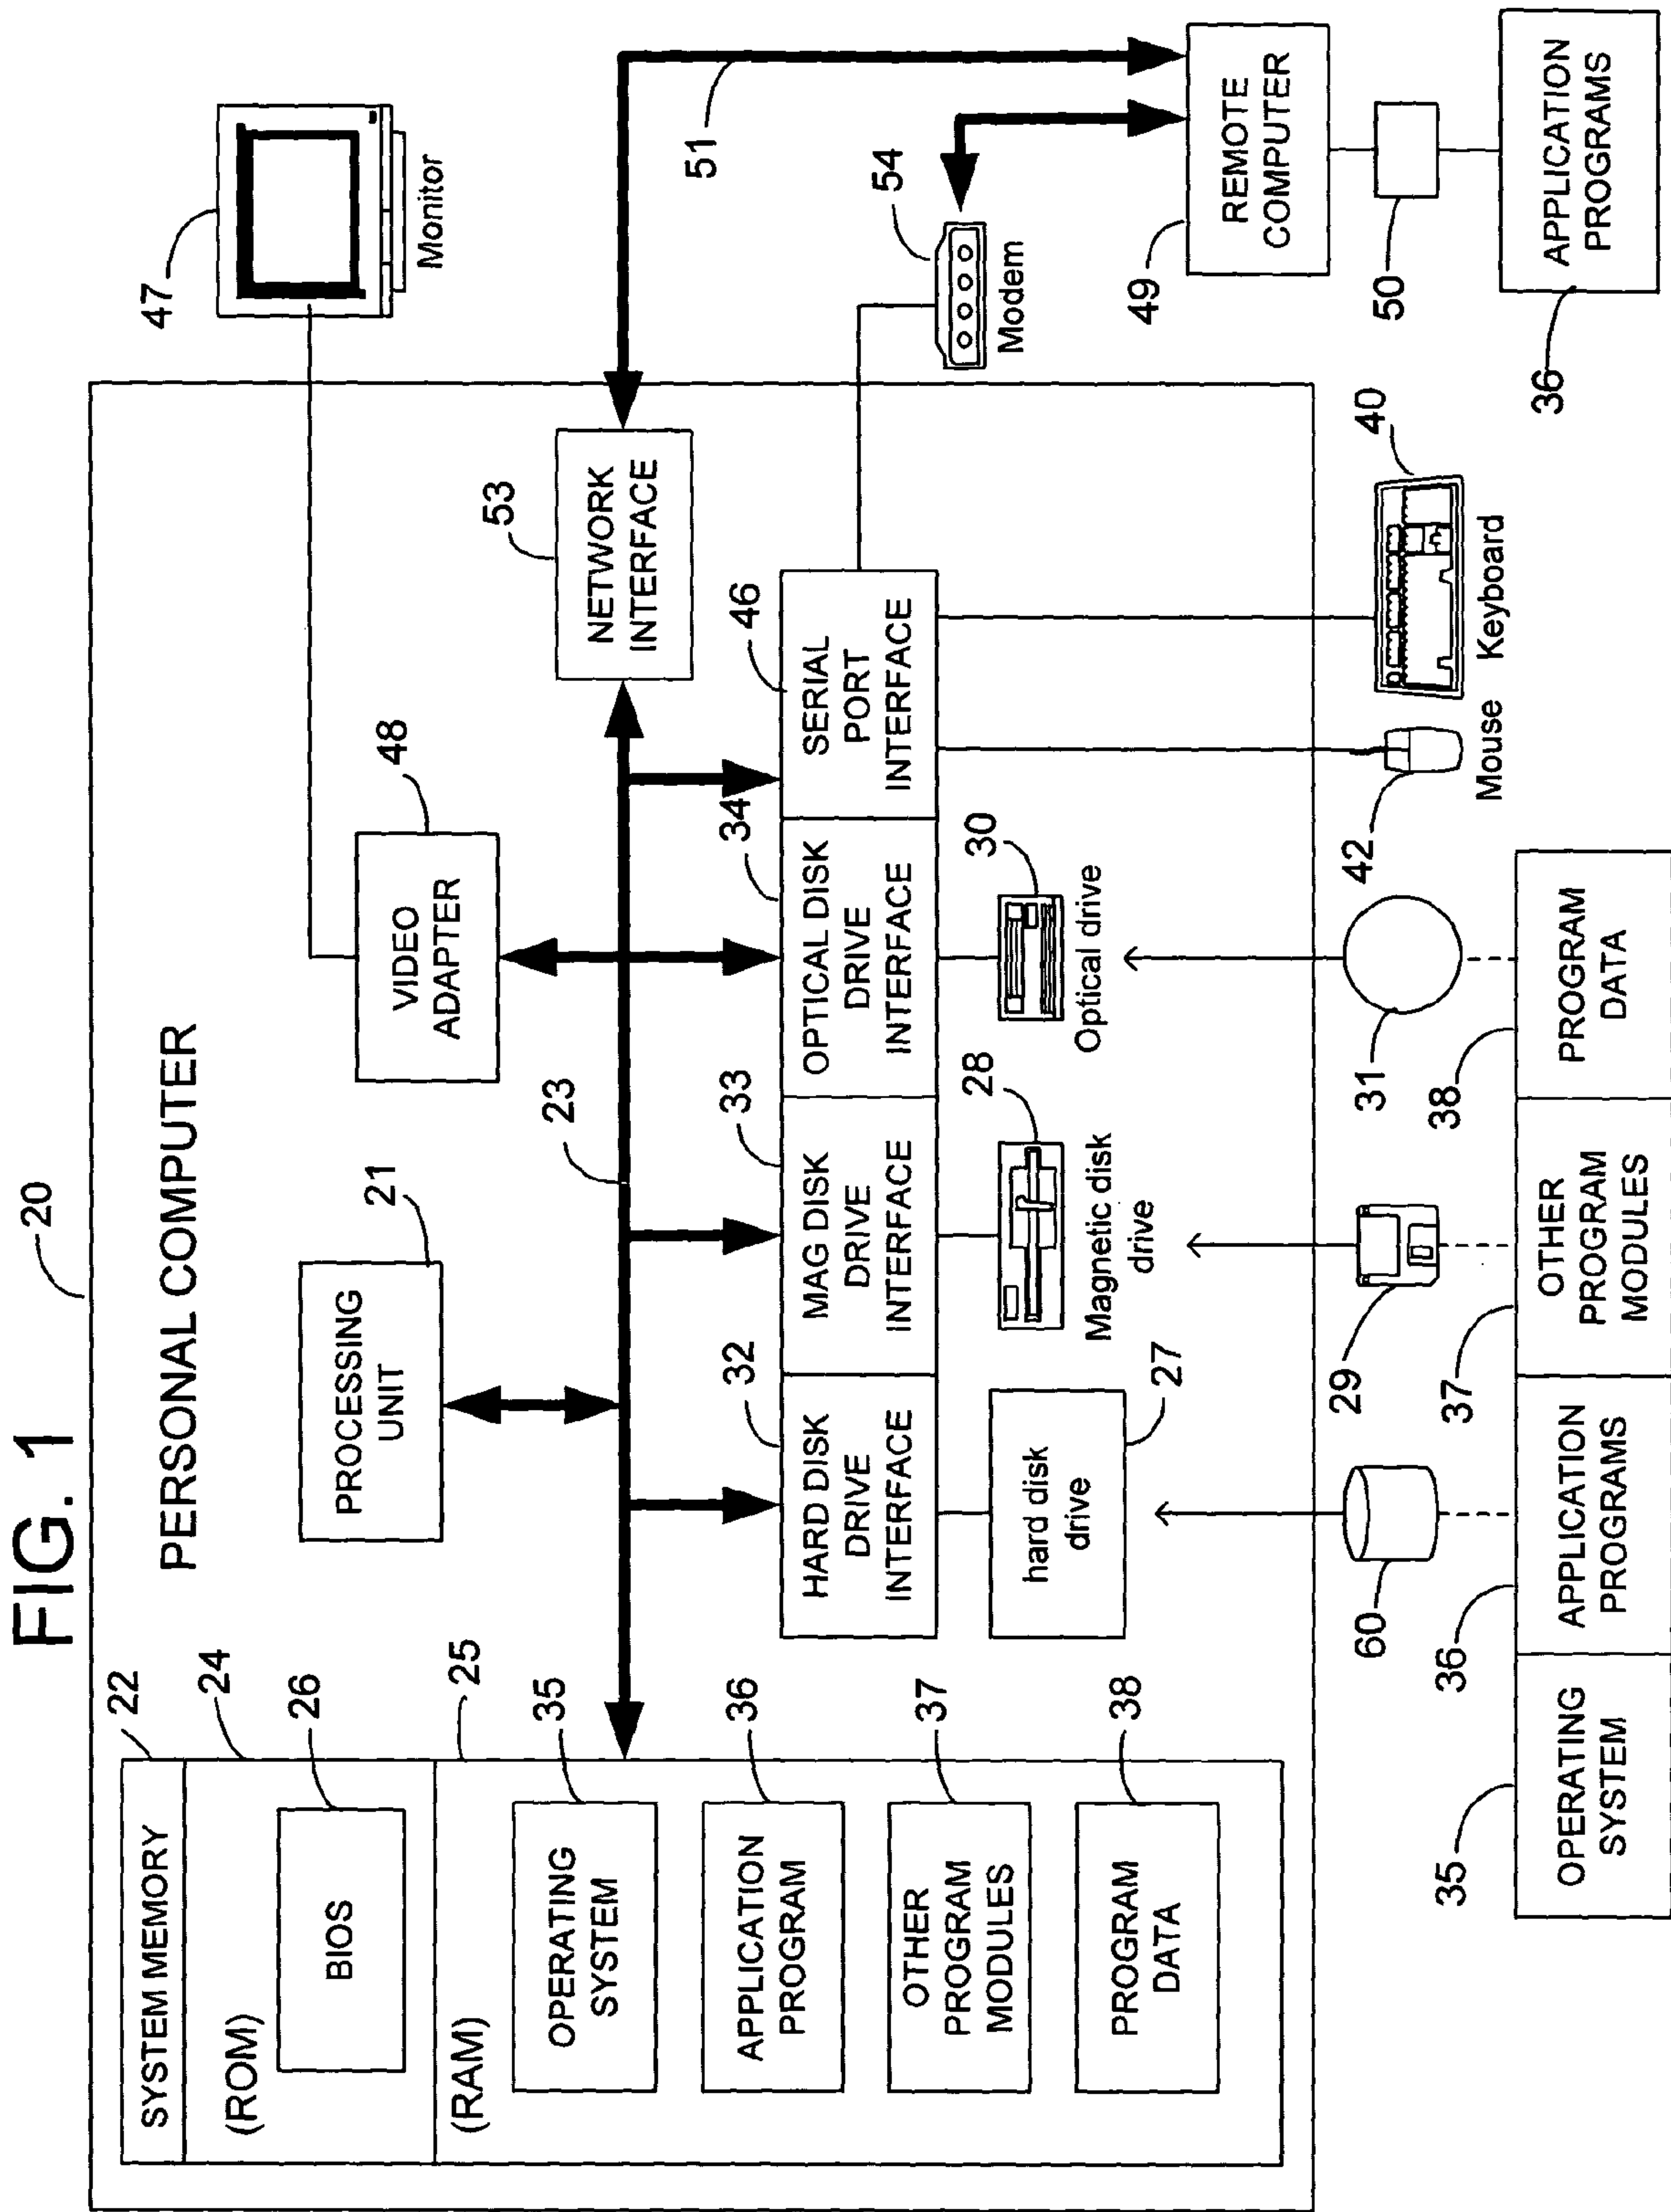 FIG. 1
20
PERSONAL COMPUTER
22
SYSTEM MEMORY
24
(ROM)
26
BIOS
25
(RAM)
35
OPERATING
SYSTEM
36
APPLICATION
PROGRAM
37
OTHER
PROGRAM
MODULES
38
PROGRAM
DATA
21
PROCESSING
UNIT
23
48
VIDEO
ADAPTER
47
Monitor
53
NETWORK
INTERFACE
51
32
HARD DISK
DRIVE
INTERFACE
33
MAG DISK
DRIVE
INTERFACE
34
OPTICAL DISK
DRIVE
INTERFACE
46
SERIAL
PORT
INTERFACE
hard disk
drive
27
28
Magnetic disk
drive
30
Optical drive
54
Modem
49
REMOTE
COMPUTER
50
APPLICATION
PROGRAMS
36
60
29
31
42
Mouse
40
Keyboard
35
OPERATING
SYSTEM
36
APPLICATION
PROGRAMS
37
OTHER
PROGRAM
MODULES
38
PROGRAM
DATA